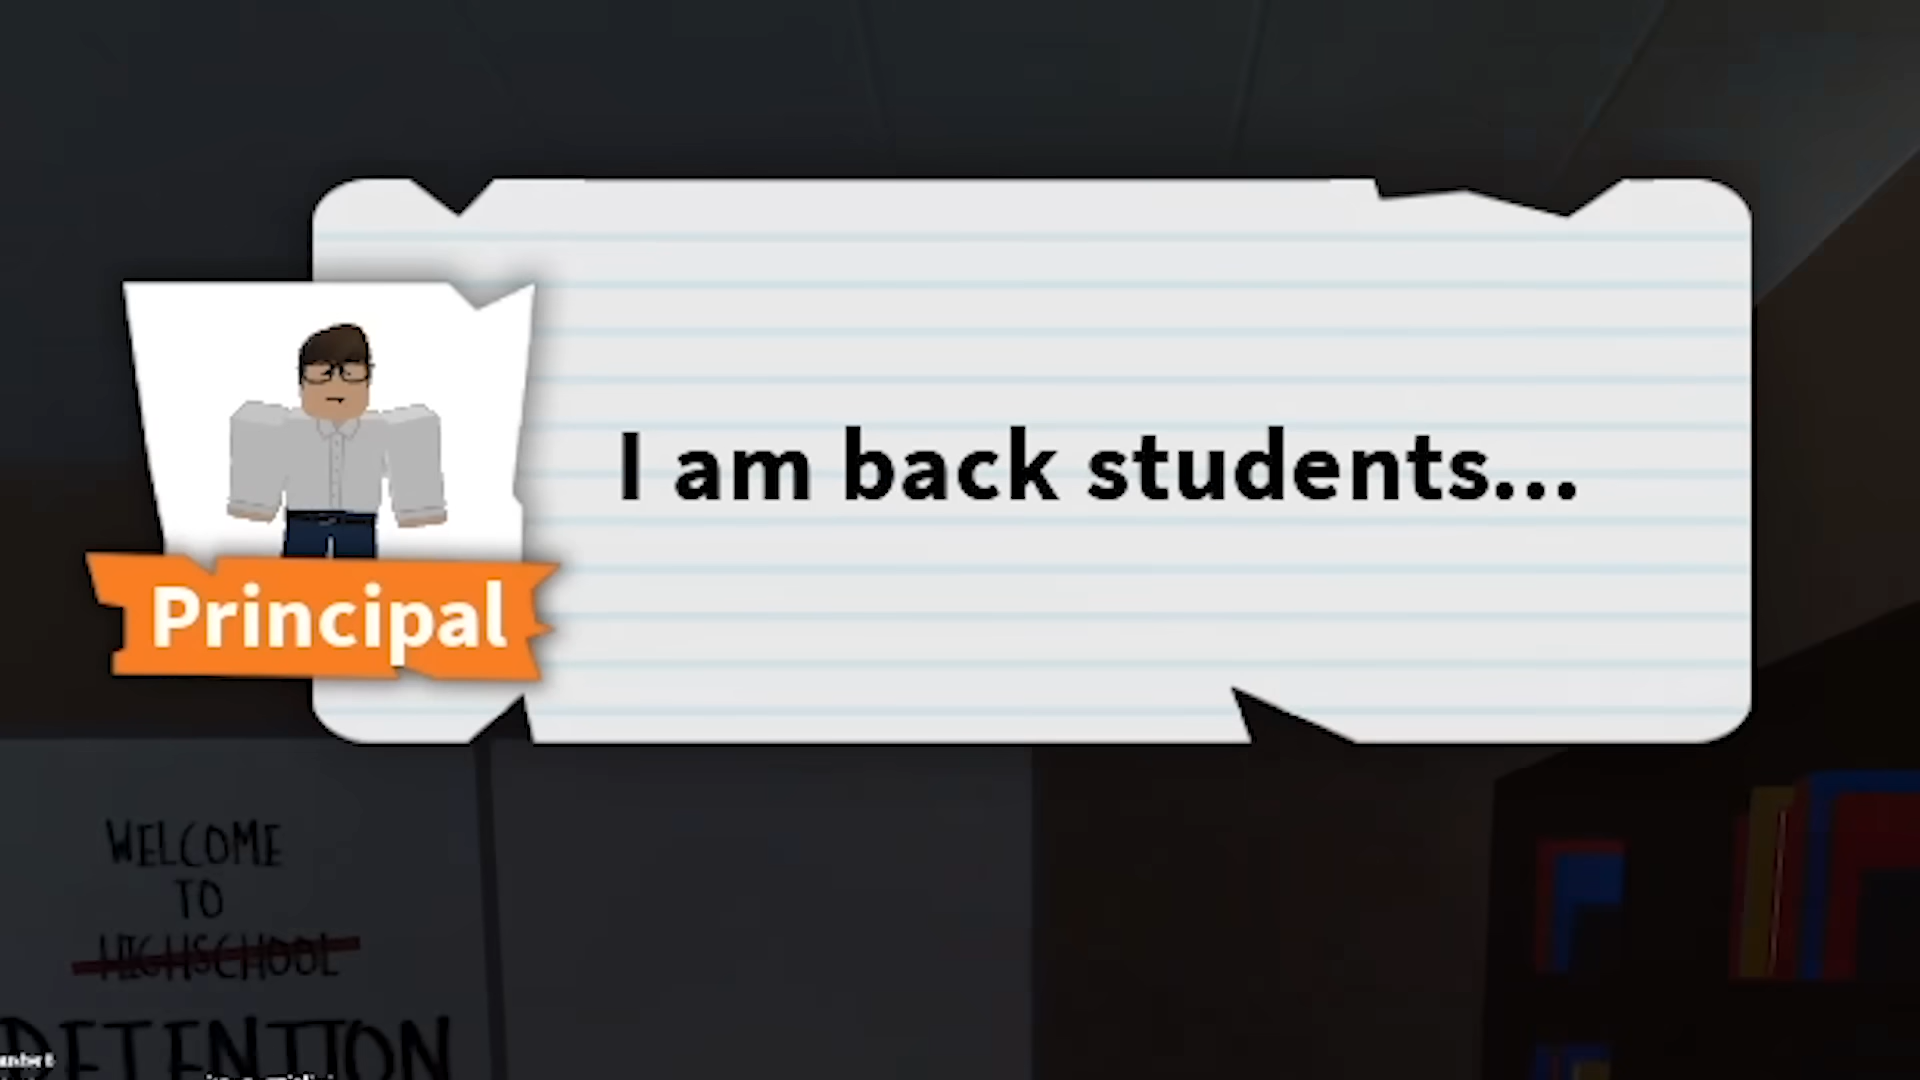 I am back students...
Principal
WELCOME
TO
HIGHSCHOOL
DETENTION